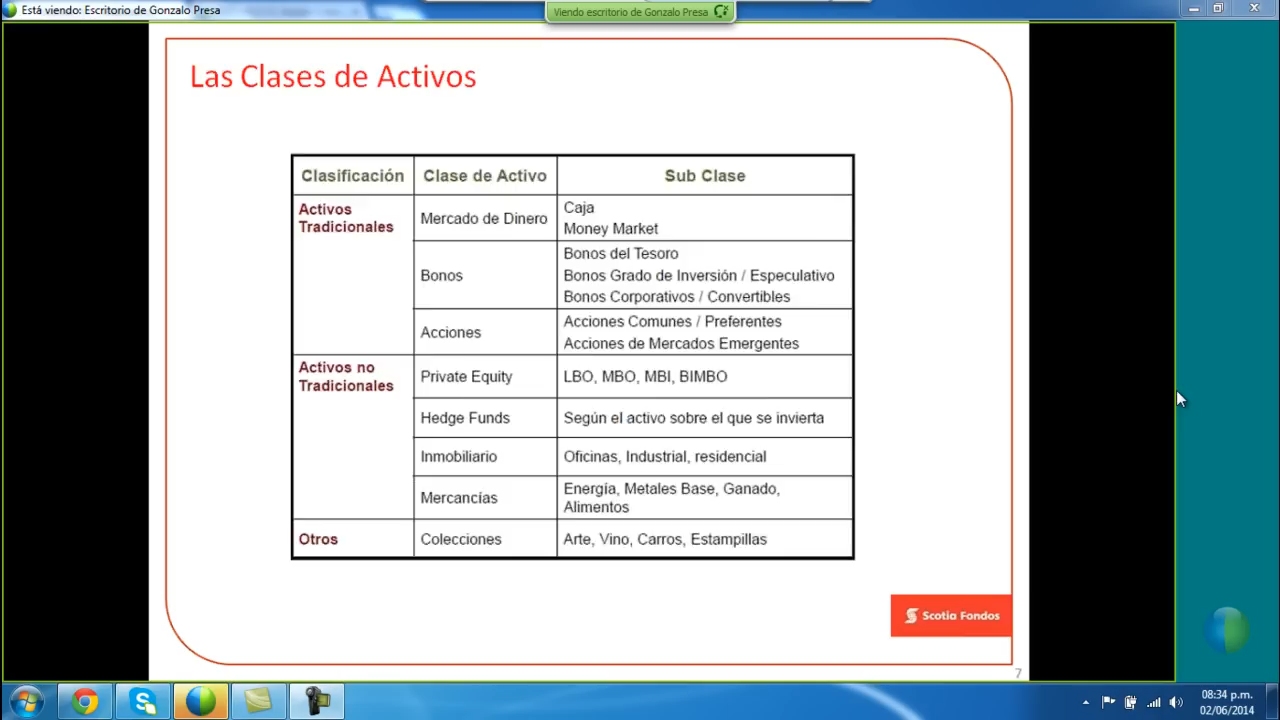 Está viendo: Escritorio de Gonzalo Presa
Viendo escritorio de Gonzalo Presa
Las Clases de Activos
Clasificación Clase de Activo Sub Clase
Activos Tradicionales Mercado de Dinero Caja
Money Market
Bonos Bonos del Tesoro
Bonos Grado de Inversión / Especulativo
Bonos Corporativos / Convertibles
Acciones Acciones Comunes / Preferentes
Acciones de Mercados Emergentes
Activos no Tradicionales Private Equity LBO, MBO, MBI, BIMBO
Hedge Funds Según el activo sobre el que se invierta
Inmobiliario Oficinas, Industrial, residencial
Mercancías Energía, Metales Base, Ganado,
Alimentos
Otros Colecciones Arte, Vino, Carros, Estampillas
Scotia Fondos
7
08:34 p.m.
02/06/2014